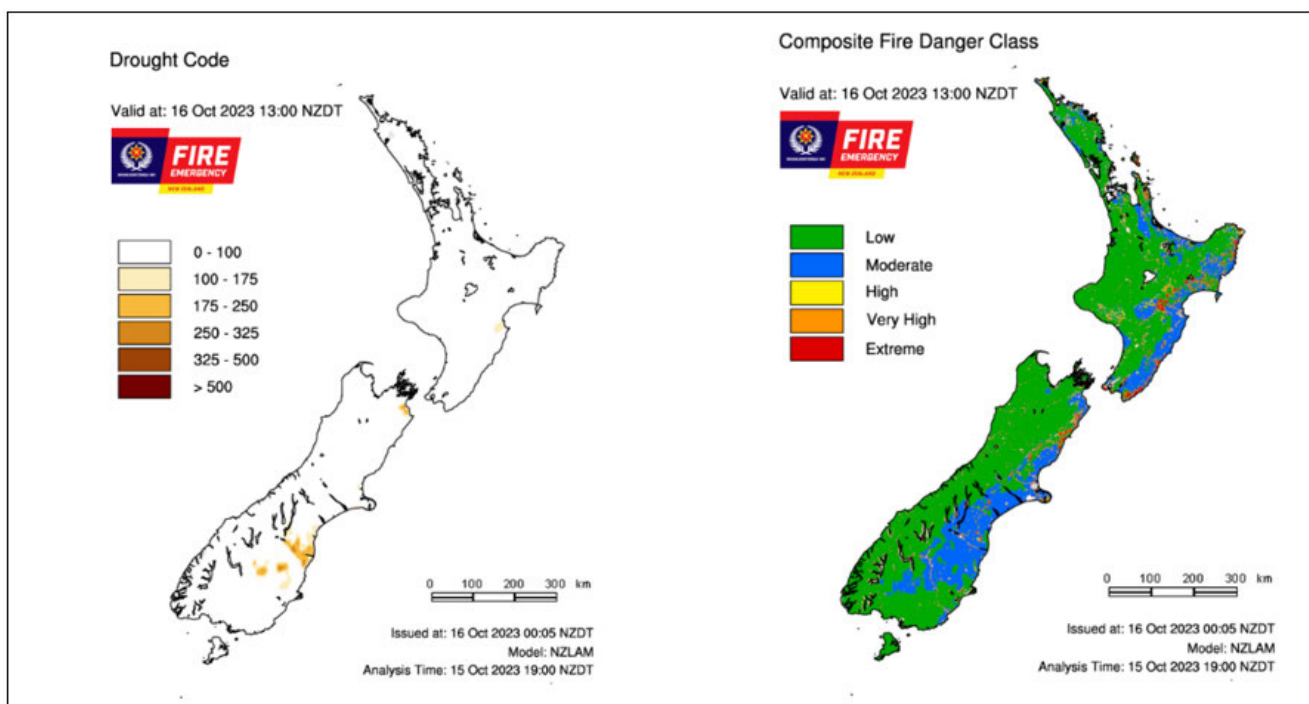 Drought Code
Valid at: 16 Oct 2023 13:00 NZDT
FIRE
EMERGENCY
NEW ZEALAND
0 - 100
100 - 175
175 - 250
250 - 325
325 - 500
> 500
0 100 200 300 km
Issued at: 16 Oct 2023 00:05 NZDT
Model: NZLAM
Analysis Time: 15 Oct 2023 19:00 NZDT
Composite Fire Danger Class
Valid at: 16 Oct 2023 13:00 NZDT
FIRE
EMERGENCY
NEW ZEALAND
Low
Moderate
High
Very High
Extreme
0 100 200 300 km
Issued at: 16 Oct 2023 00:05 NZDT
Model: NZLAM
Analysis Time: 15 Oct 2023 19:00 NZDT